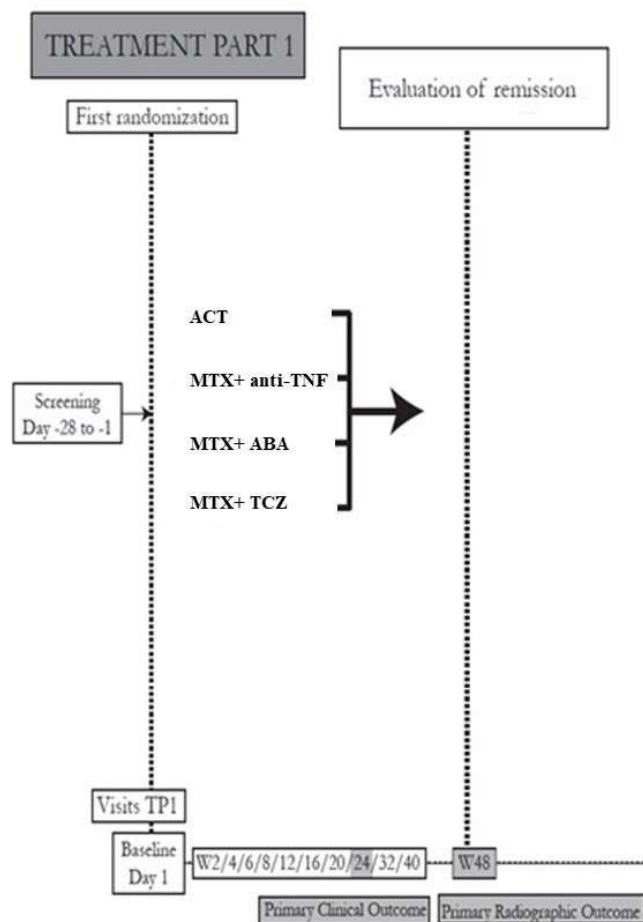 TREATMENT PART 1
Evaluation of remission
First randomization
ACT
MTX+ anti-TNF
Screening
Day -28 to -1
MTX+ ABA
MTX+ TCZ
Visits TP1
Baseline
Day 1
W2/4/6/8/12/16/20/24/32/40
W48
Primary Clinical Outcome
Primary Radiographic Outcome